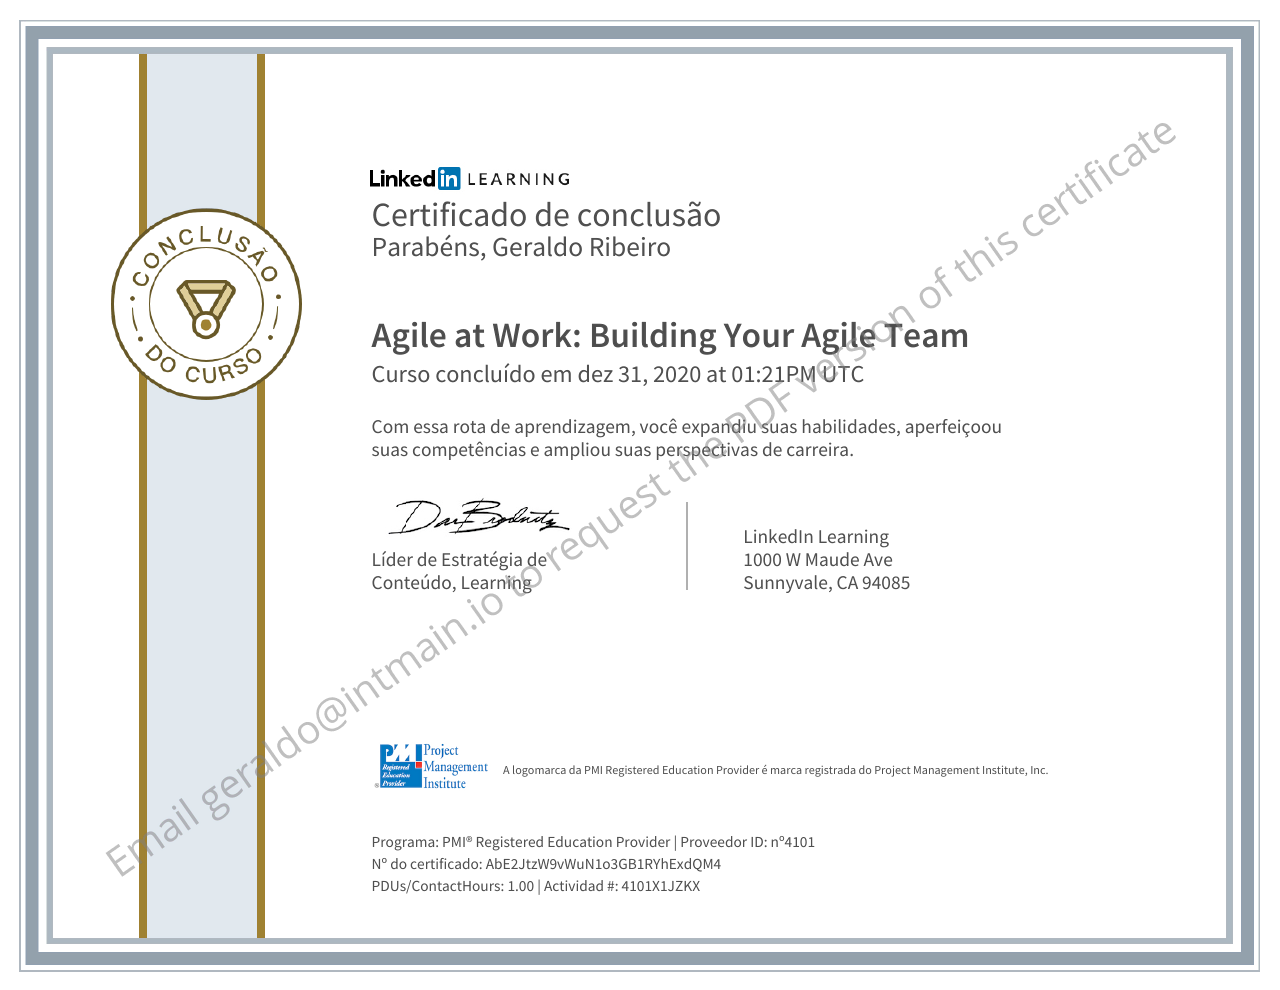 LinkedIn LEARNING
Certificado de conclusão
Parabéns, Geraldo Ribeiro
CONCLUSÃO
DO CURSO
Agile at Work: Building Your Agile Team
Curso concluído em dez 31, 2020 at 01:21PM UTC
Com essa rota de aprendizagem, você expandiu suas habilidades, aperfeiçoou
suas competências e ampliou suas perspectivas de carreira.
Líder de Estratégia de
Conteúdo, Learning
LinkedIn Learning
1000 W Maude Ave
Sunnyvale, CA 94085
Email geraldo@intmain.io to request the PDF version of this certificate
PMI
Registered
Education
Provider
®
Project
Management
Institute
A logomarca da PMI Registered Education Provider é marca registrada do Project Management Institute, Inc.
Programa: PMI® Registered Education Provider | Proveedor ID: nº4101
Nº do certificado: AbE2JtzW9vWuN1o3GB1RYhExdQM4
PDUs/ContactHours: 1.00 | Actividad #: 4101X1JZKX